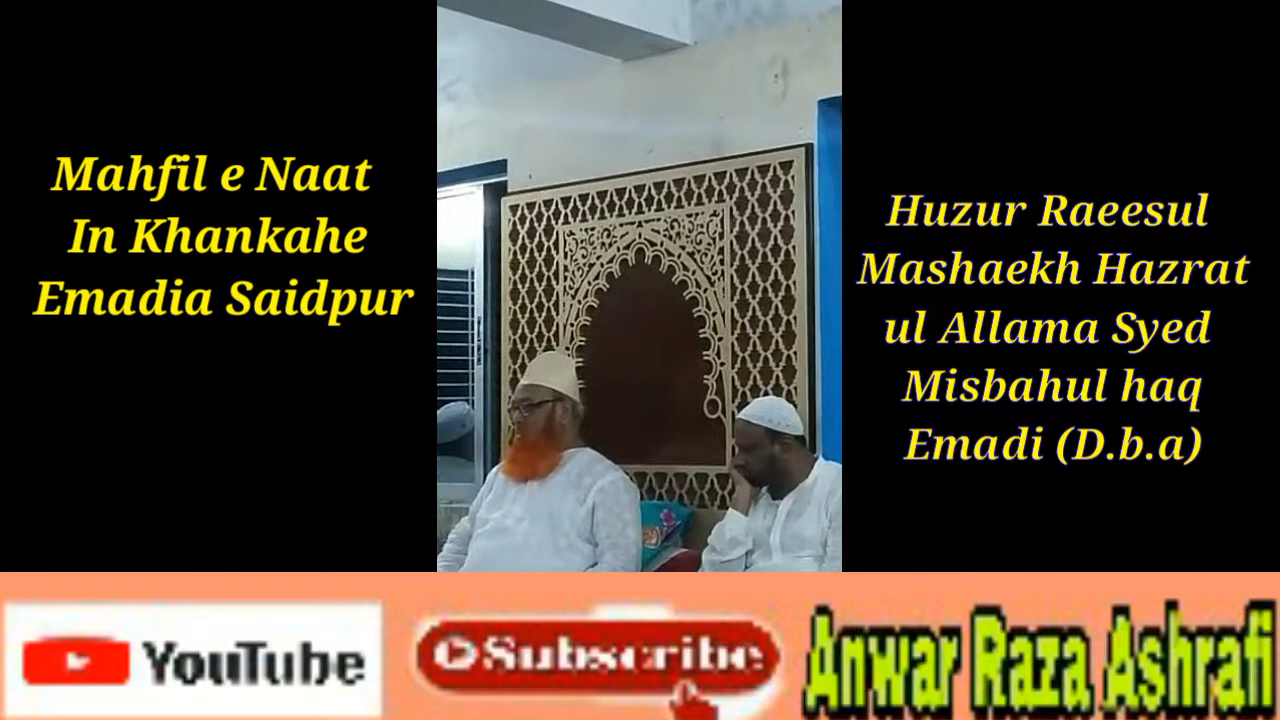 Mahfil e Naat
In Khankahe
Emadia Saidpur
Huzur Raeesul
Mashaekh Hazrat
ul Allama Syed
Misbahul haq
Emadi (D.b.a)
YouTube
Subscribe
Anwar Raza Ashrafi